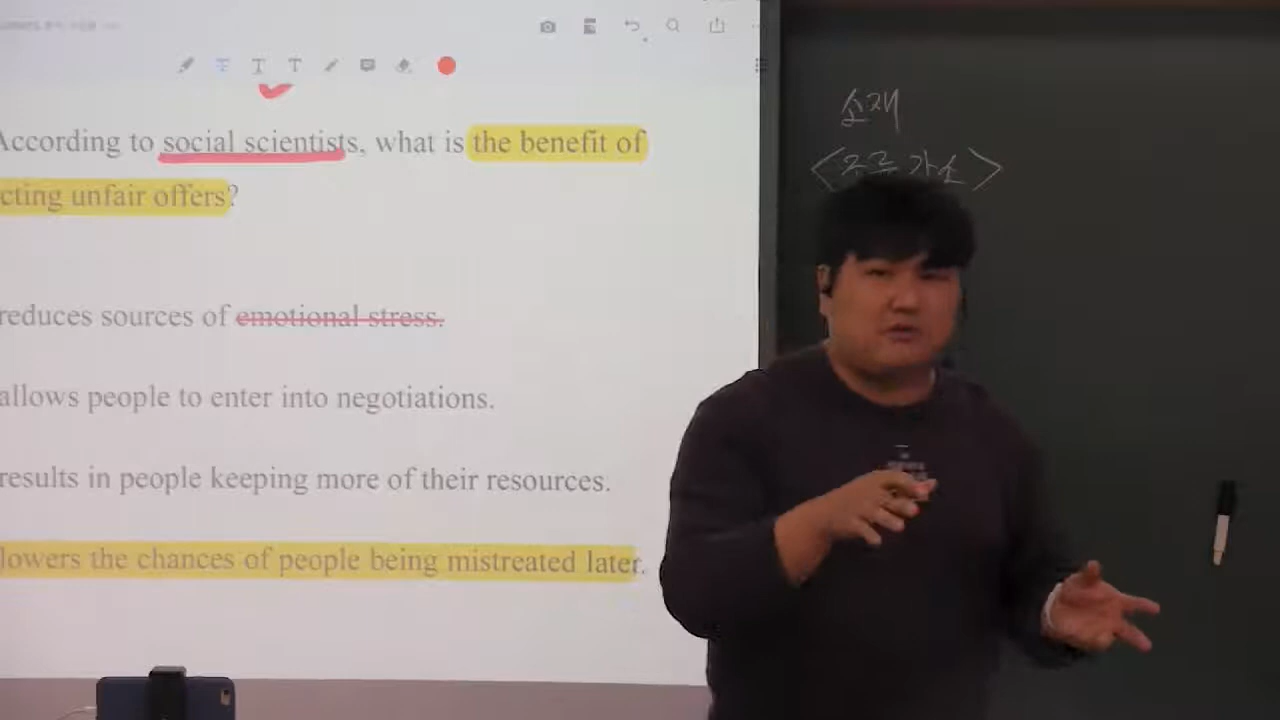 According to social scientists, what is the benefit of
cting unfair offers?
reduces sources of emotional stress.
allows people to enter into negotiations.
results in people keeping more of their resources.
lowers the chances of people being mistreated later.
소재